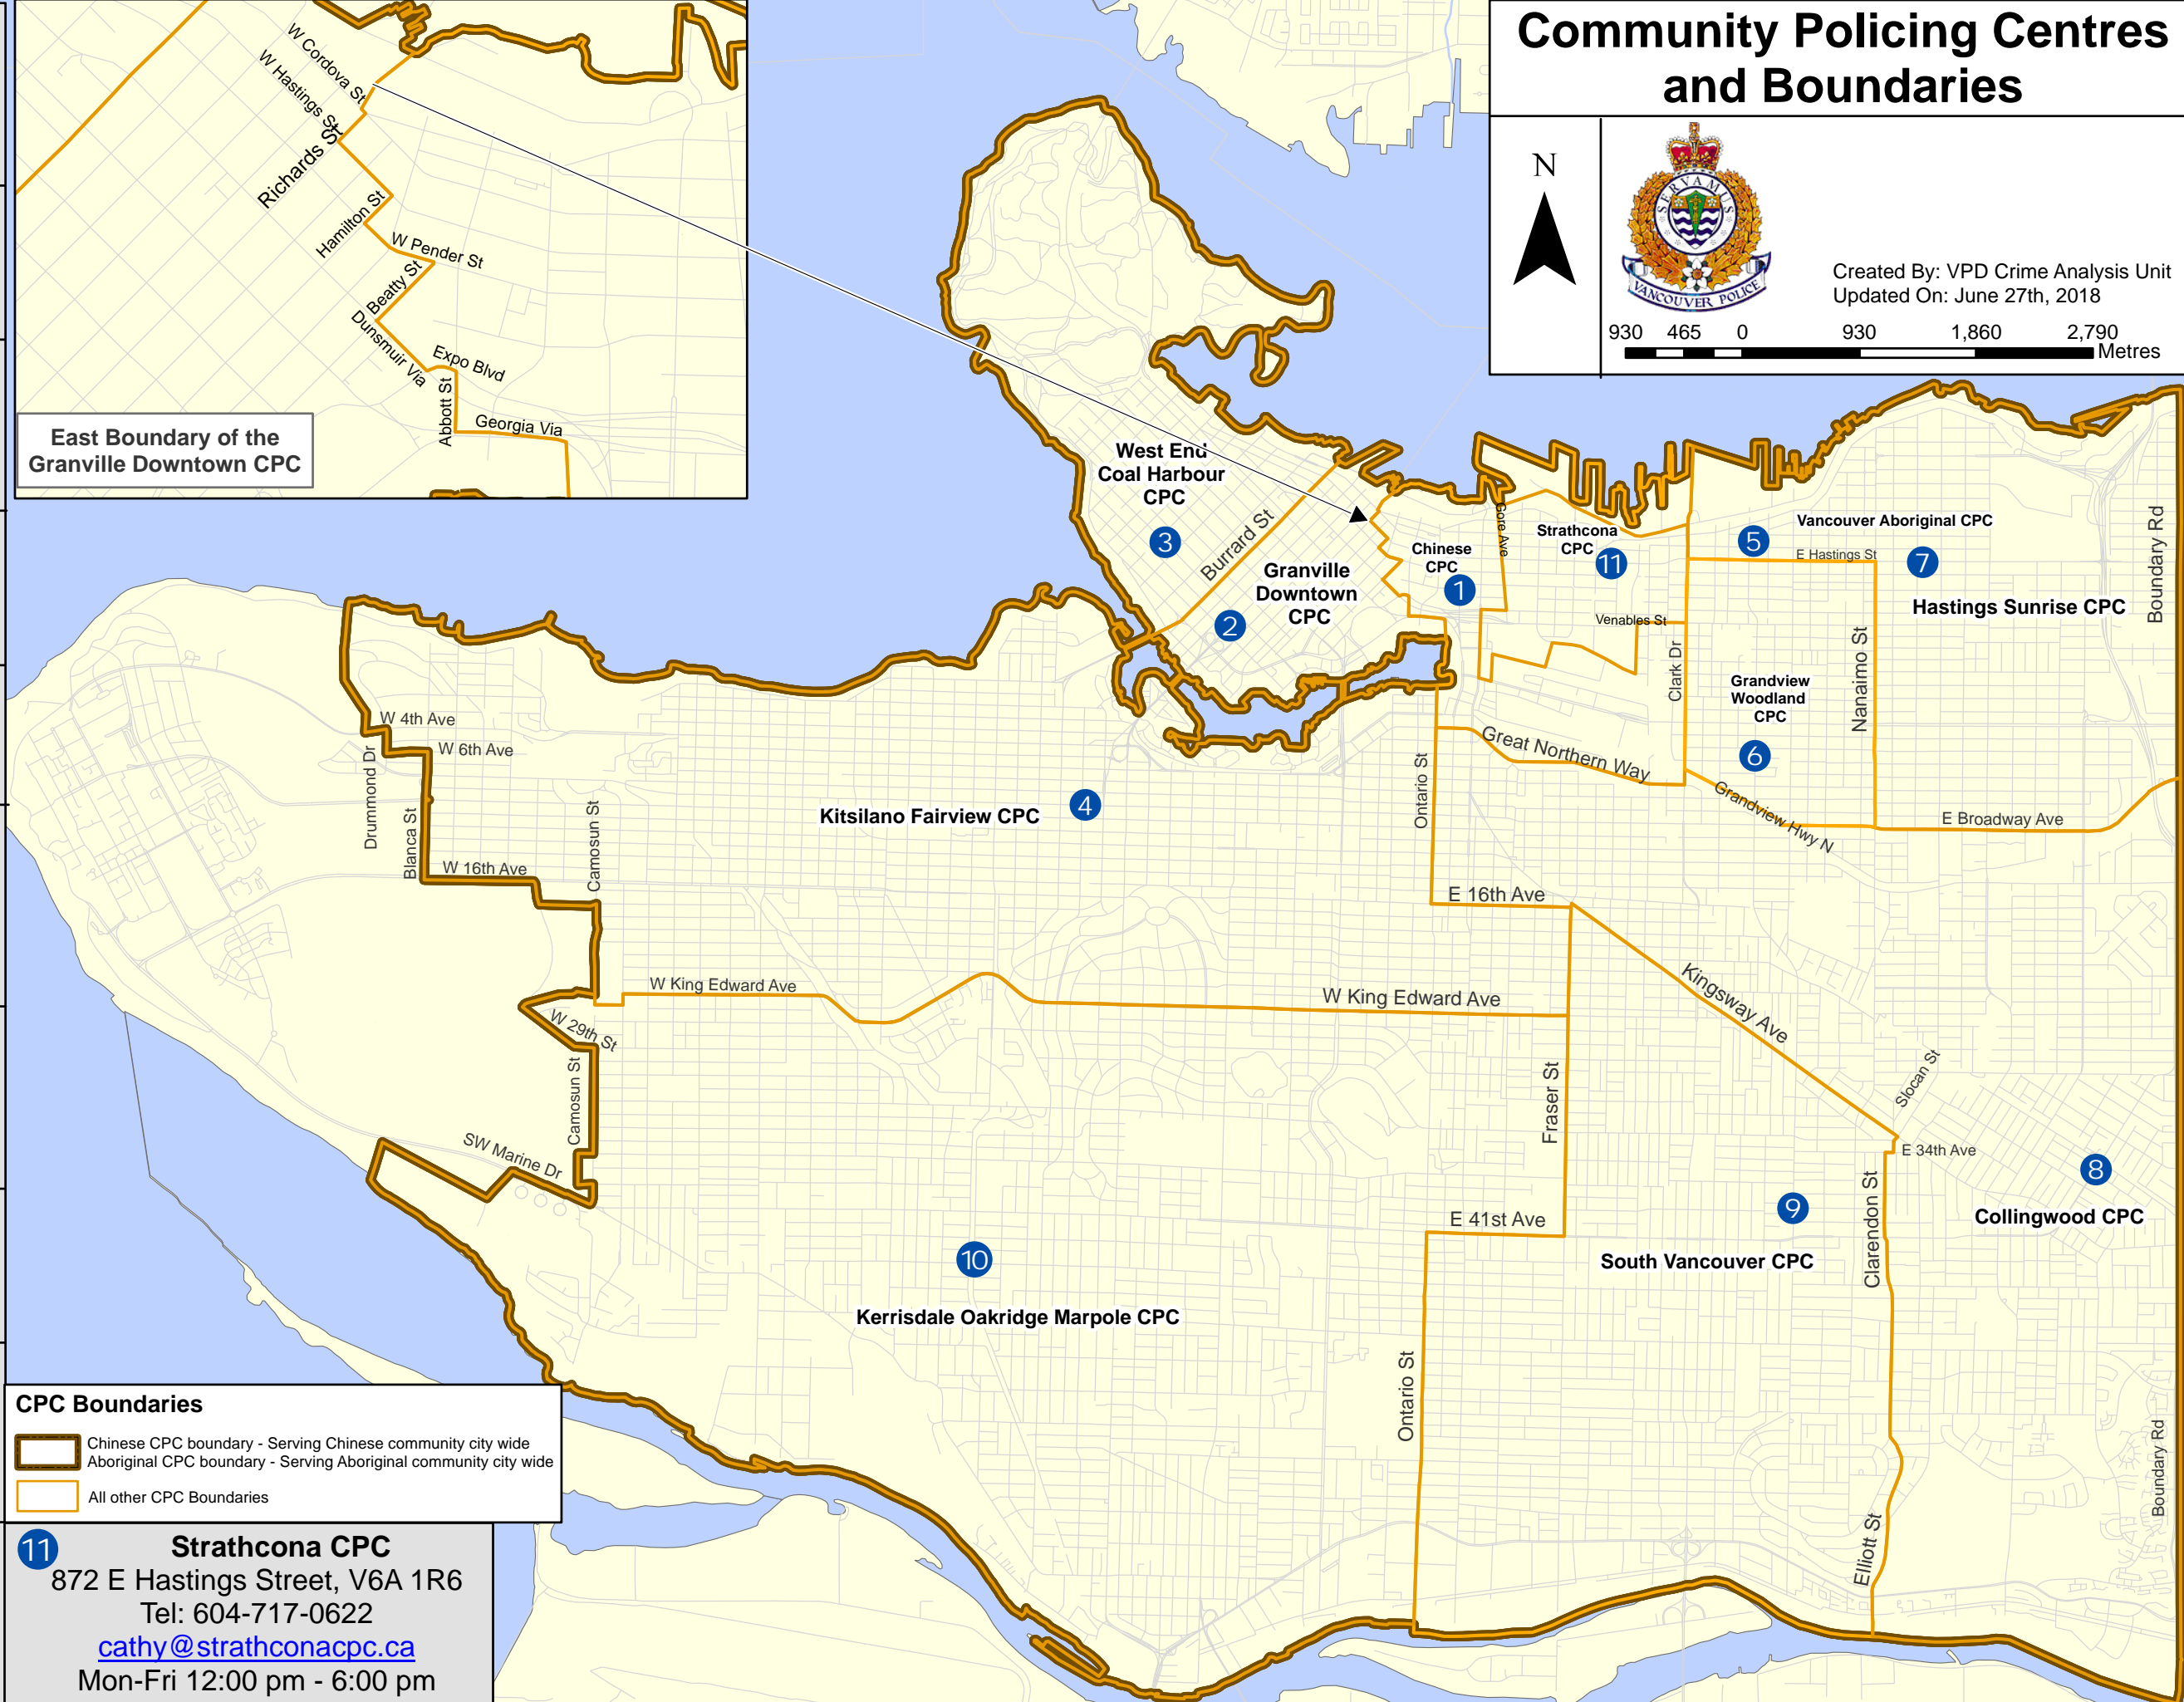 Community Policing Centres
and Boundaries
N
SERVAMUS
VANCOUVER POLICE
Created By: VPD Crime Analysis Unit
Updated On: June 27th, 2018
930 465 0 930 1,860 2,790
Metres
W Cordova St
W Hastings St
Richards St
Hamilton St
W Pender St
Beatty St
Dunsmuir Via
Expo Blvd
Abbott St
Georgia Via
East Boundary of the
Granville Downtown CPC
West End
Coal Harbour
CPC
3
Burrard St
Granville
Downtown
CPC
2
Chinese
CPC
1
Gore Ave
Strathcona
CPC
11
Venables St
5
Vancouver Aboriginal CPC
E Hastings St
7
Hastings Sunrise CPC
Boundary Rd
Clark Dr
Grandview
Woodland
CPC
6
Nanaimo St
Great Northern Way
Grandview Hwy N
E Broadway Ave
W 4th Ave
W 6th Ave
Drummond Dr
Blanca St
W 16th Ave
Camosun St
Kitsilano Fairview CPC
4
Ontario St
E 16th Ave
W King Edward Ave
W King Edward Ave
Kingsway Ave
W 29th St
Camosun St
SW Marine Dr
Fraser St
Slocan St
E 34th Ave
8
Collingwood CPC
9
South Vancouver CPC
Clarendon St
E 41st Ave
10
Kerrisdale Oakridge Marpole CPC
Ontario St
Elliott St
Boundary Rd
CPC Boundaries
Chinese CPC boundary - Serving Chinese community city wide
Aboriginal CPC boundary - Serving Aboriginal community city wide
All other CPC Boundaries
11
Strathcona CPC
872 E Hastings Street, V6A 1R6
Tel: 604-717-0622
cathy@strathconacpc.ca
Mon-Fri 12:00 pm - 6:00 pm